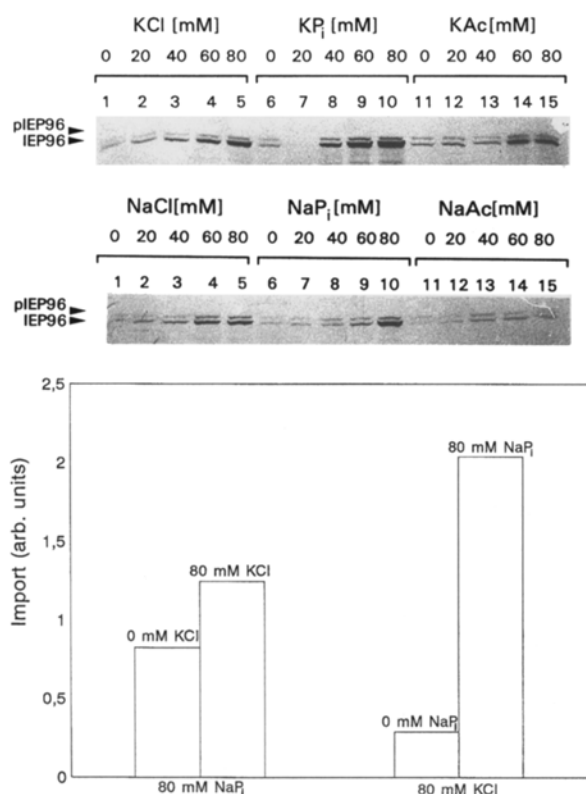 KCl [mM] KPi [mM] KAc [mM]
0 20 40 60 80 0 20 40 60 80 0 20 40 60 80
1 2 3 4 5 6 7 8 9 10 11 12 13 14 15
pIEP96
IEP96
NaCl[mM] NaPi [mM] NaAc[mM]
0 20 40 60 80 0 20 40 60 80 0 20 40 60 80
1 2 3 4 5 6 7 8 9 10 11 12 13 14 15
pIEP96
IEP96
2,5
80 mM NaPi
2
1,5
80 mM KCl
1
0 mM KCl
0,5
0 mM NaPi
0
80 mM NaPi 80 mM KCl
Import (arb. units)